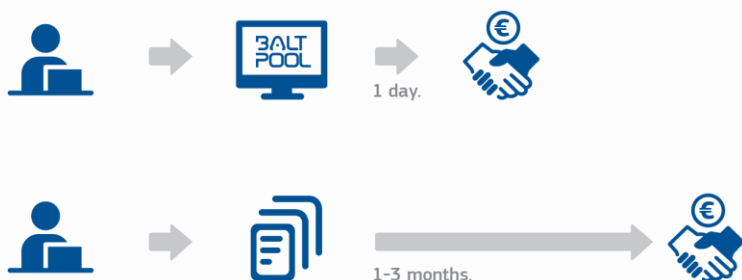 BALT
POOL
€
1 day.
€
1-3 months.